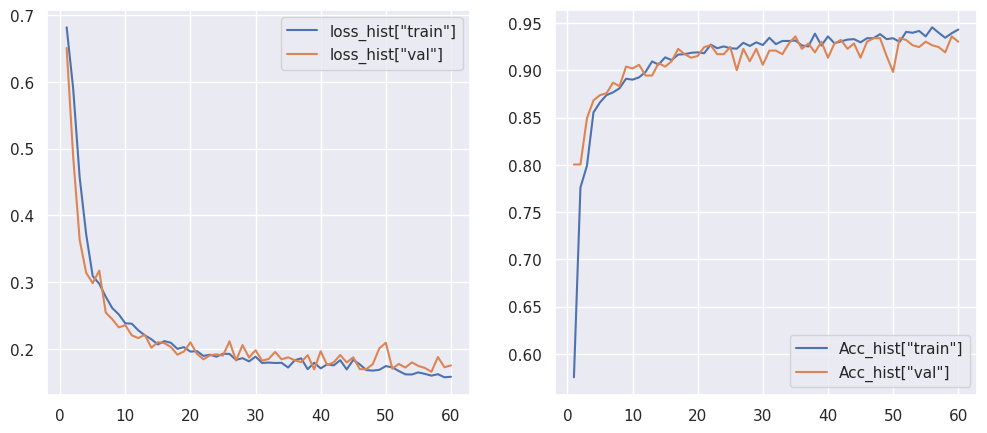 0.7
0.6
0.5
0.4
0.3
0.2
0 10 20 30 40 50 60
loss_hist["train"]
loss_hist["val"]
0.95
0.90
0.85
0.80
0.75
0.70
0.65
0.60
0 10 20 30 40 50 60
Acc_hist["train"]
Acc_hist["val"]